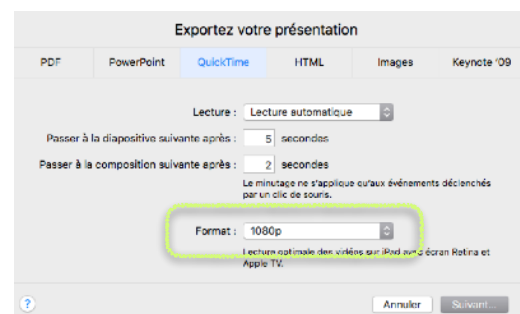 Exportez votre présentation
PDF PowerPoint QuickTime HTML Images Keynote '09
Lecture : Lecture automatique
Passer à la diapositive suivante après : 5 secondes
Passer à la composition suivante après : 2 secondes
Le minutage ne s'applique qu'aux événements déclenchés
par un clic de souris.
Format : 1080p
Lecture optimale des vidéos sur iPad avec écran Retina et
Apple TV.
? Annuler Suivant...